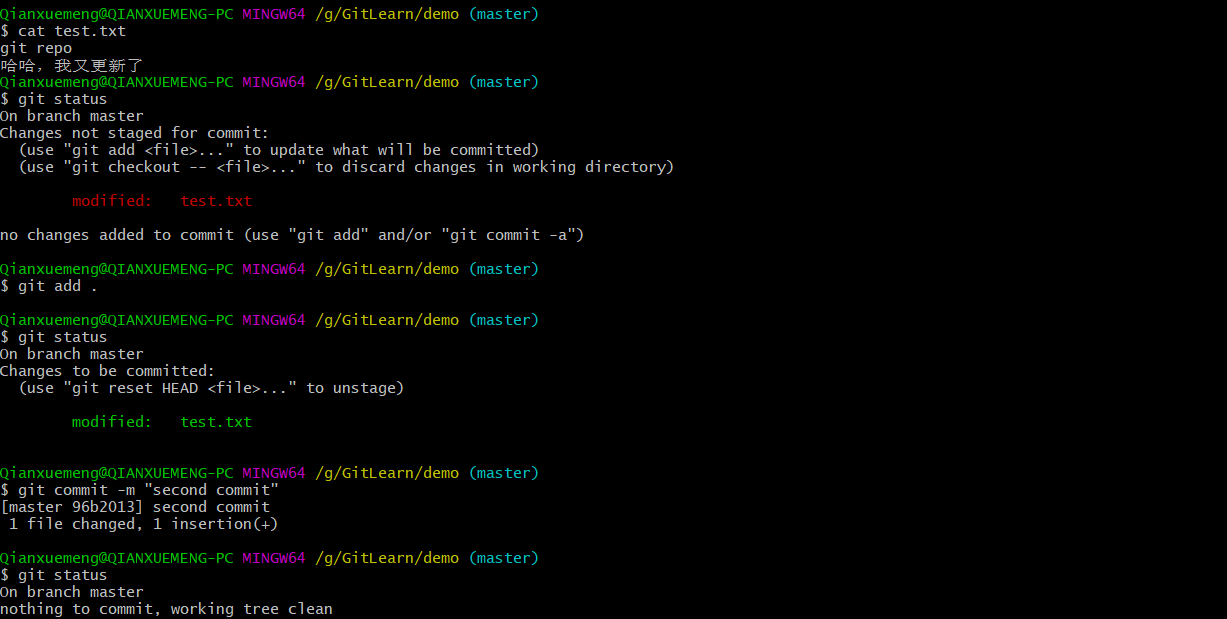 Qianxuemeng@QIANXUEMENG-PC MINGW64 /g/GitLearn/demo (master)
$ cat test.txt
git repo
哈哈，我又更新了
Qianxuemeng@QIANXUEMENG-PC MINGW64 /g/GitLearn/demo (master)
$ git status
On branch master
Changes not staged for commit:
  (use "git add <file>..." to update what will be committed)
  (use "git checkout -- <file>..." to discard changes in working directory)
        modified:   test.txt
no changes added to commit (use "git add" and/or "git commit -a")
Qianxuemeng@QIANXUEMENG-PC MINGW64 /g/GitLearn/demo (master)
$ git add .
Qianxuemeng@QIANXUEMENG-PC MINGW64 /g/GitLearn/demo (master)
$ git status
On branch master
Changes to be committed:
  (use "git reset HEAD <file>..." to unstage)
        modified:   test.txt
Qianxuemeng@QIANXUEMENG-PC MINGW64 /g/GitLearn/demo (master)
$ git commit -m "second commit"
[master 96b2013] second commit
 1 file changed, 1 insertion(+)
Qianxuemeng@QIANXUEMENG-PC MINGW64 /g/GitLearn/demo (master)
$ git status
On branch master
nothing to commit, working tree clean